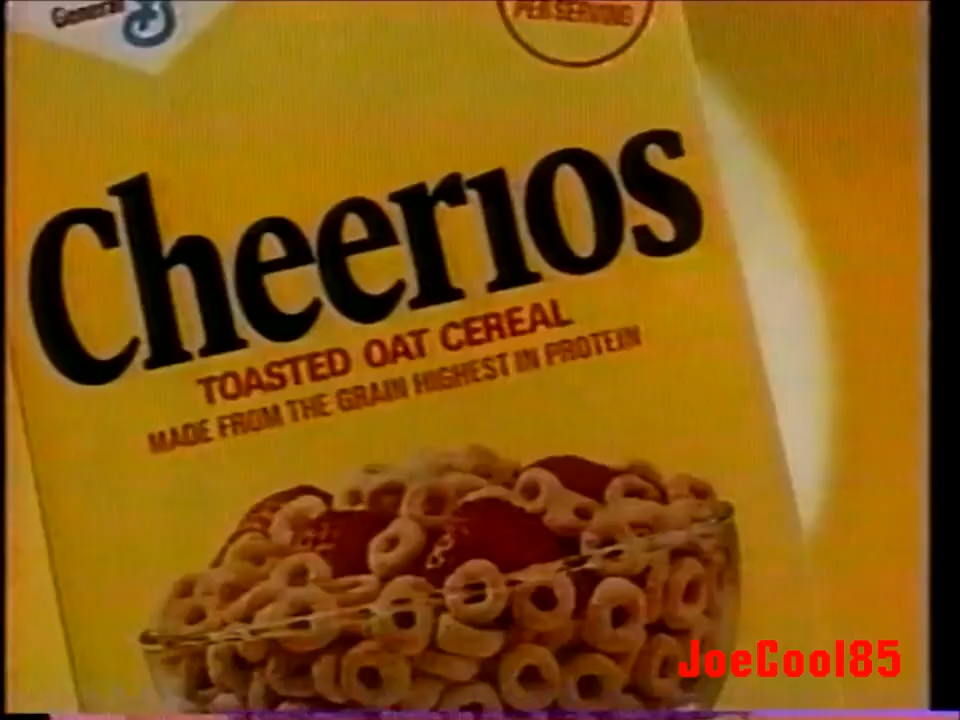 General
PER SERVING
Cheerios
TOASTED OAT CEREAL
MADE FROM THE GRAIN HIGHEST IN PROTEIN
JoeCool85